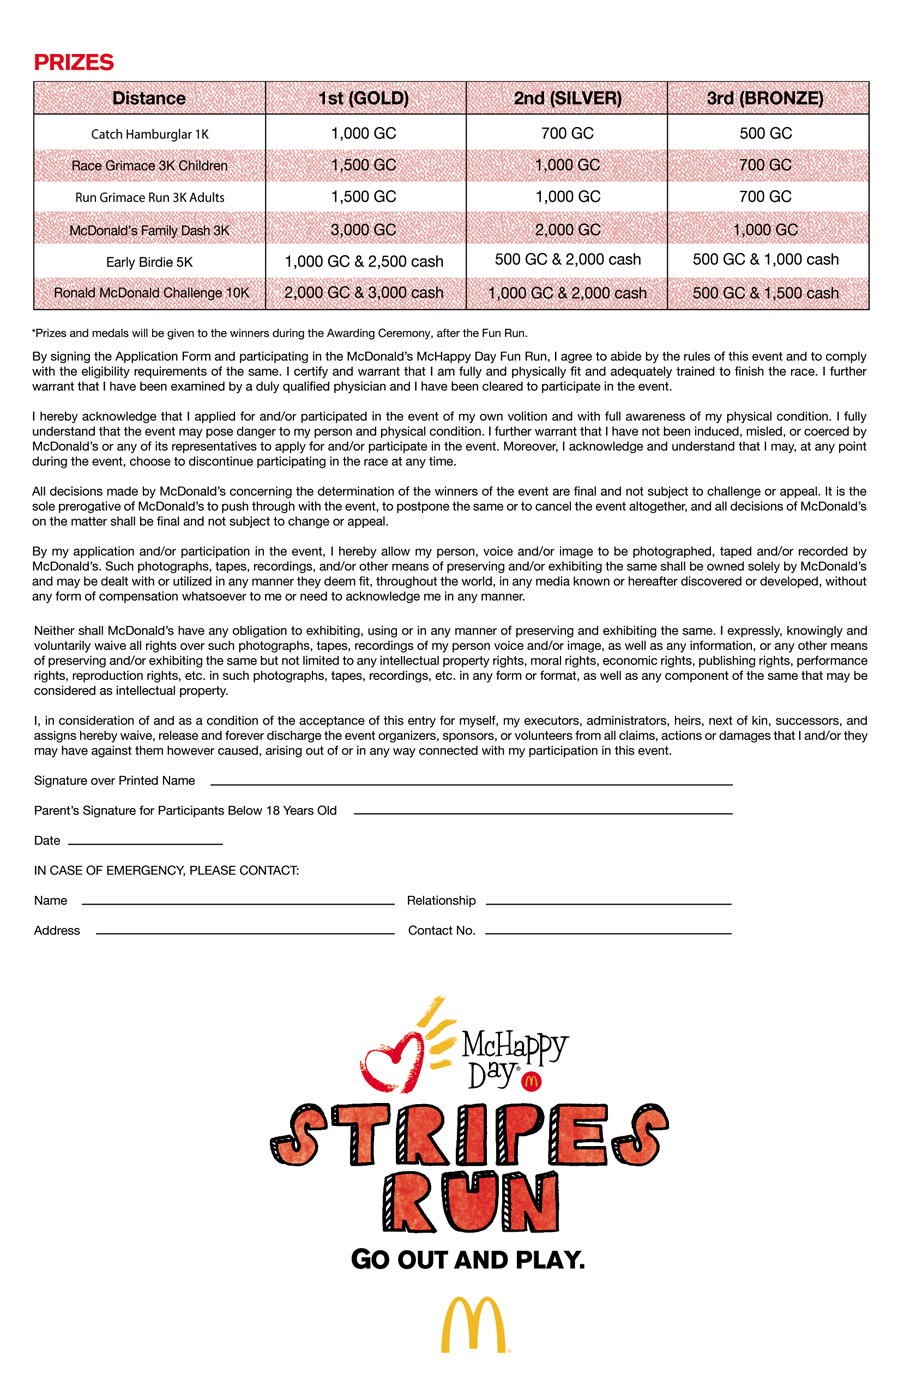 PRIZES
Distance 1st (GOLD) 2nd (SILVER) 3rd (BRONZE)
Catch Hamburglar 1K 1,000 GC 700 GC 500 GC
Race Grimace 3K Children 1,500 GC 1,000 GC 700 GC
Run Grimace Run 3K Adults 1,500 GC 1,000 GC 700 GC
McDonald's Family Dash 3K 3,000 GC 2,000 GC 1,000 GC
Early Birdie 5K 1,000 GC & 2,500 cash 500 GC & 2,000 cash 500 GC & 1,000 cash
Ronald McDonald Challenge 10K 2,000 GC & 3,000 cash 1,000 GC & 2,000 cash 500 GC & 1,500 cash
*Prizes and medals will be given to the winners during the Awarding Ceremony, after the Fun Run.
By signing the Application Form and participating in the McDonald's McHappy Day Fun Run, I agree to abide by the rules of this event and to comply
with the eligibility requirements of the same. I certify and warrant that I am fully and physically fit and adequately trained to finish the race. I further
warrant that I have been examined by a duly qualified physician and I have been cleared to participate in the event.
I hereby acknowledge that I applied for and/or participated in the event of my own volition and with full awareness of my physical condition. I fully
understand that the event may pose danger to my person and physical condition. I further warrant that I have not been induced, misled, or coerced by
McDonald's or any of its representatives to apply for and/or participate in the event. Moreover, I acknowledge and understand that I may, at any point
during the event, choose to discontinue participating in the race at any time.
All decisions made by McDonald's concerning the determination of the winners of the event are final and not subject to challenge or appeal. It is the
sole prerogative of McDonald's to push through with the event, to postpone the same or to cancel the event altogether, and all decisions of McDonald's
on the matter shall be final and not subject to change or appeal.
By my application and/or participation in the event, I hereby allow my person, voice and/or image to be photographed, taped and/or recorded by
McDonald's. Such photographs, tapes, recordings, and/or other means of preserving and/or exhibiting the same shall be owned solely by McDonald's
and may be dealt with or utilized in any manner they deem fit, throughout the world, in any media known or hereafter discovered or developed, without
any form of compensation whatsoever to me or need to acknowledge me in any manner.
Neither shall McDonald's have any obligation to exhibiting, using or in any manner of preserving and exhibiting the same. I expressly, knowingly and
voluntarily waive all rights over such photographs, tapes, recordings of my person voice and/or image, as well as any information, or any other means
of preserving and/or exhibiting the same but not limited to any intellectual property rights, moral rights, economic rights, publishing rights, performance
rights, reproduction rights, etc. in such photographs, tapes, recordings, etc. in any form or format, as well as any component of the same that may be
considered as intellectual property.
I, in consideration of and as a condition of the acceptance of this entry for myself, my executors, administrators, heirs, next of kin, successors, and
assigns hereby waive, release and forever discharge the event organizers, sponsors, or volunteers from all claims, actions or damages that I and/or they
may have against them however caused, arising out of or in any way connected with my participation in this event.
Signature over Printed Name
Parent's Signature for Participants Below 18 Years Old
Date
IN CASE OF EMERGENCY, PLEASE CONTACT:
Name Relationship
Address Contact No.
McHappy
Day®
STRIPES
RUN
GO OUT AND PLAY.